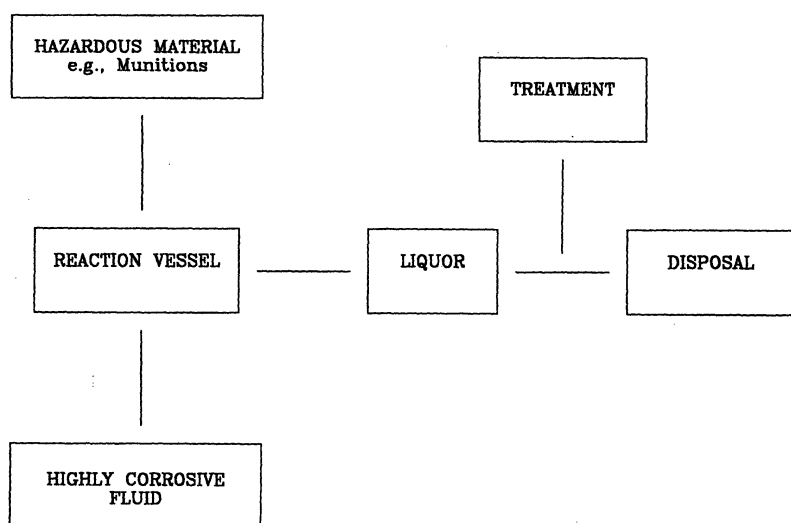 HAZARDOUS MATERIAL
e.g., Munitions
TREATMENT
REACTION VESSEL
LIQUOR
DISPOSAL
HIGHLY CORROSIVE
FLUID